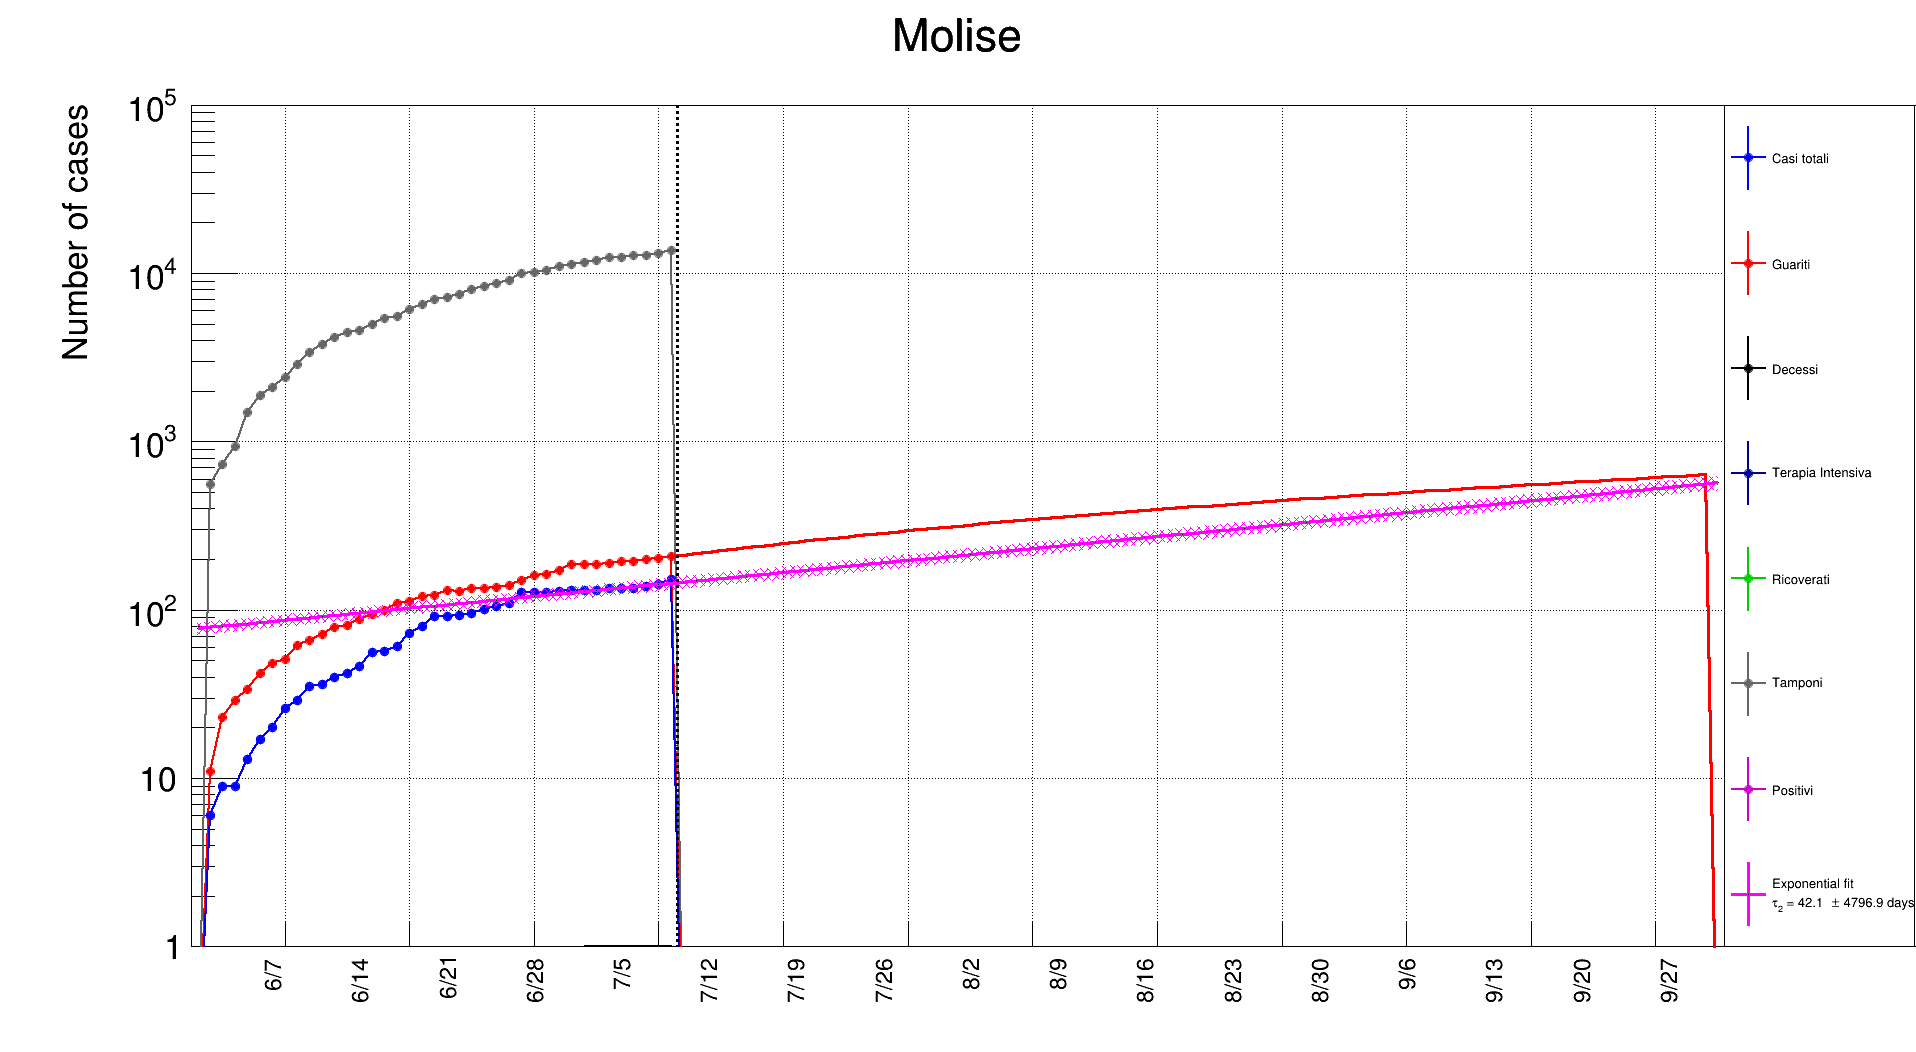 Molise
Number of cases
10^5
10^4
10^3
10^2
10
1
6/7
6/14
6/21
6/28
7/5
7/12
7/19
7/26
8/2
8/9
8/16
8/23
8/30
9/6
9/13
9/20
9/27
Casi totali
Guariti
Decessi
Terapia Intensiva
Ricoverati
Tamponi
Positivi
Exponential fit
τ₂ = 42.1 ± 4796.9 days